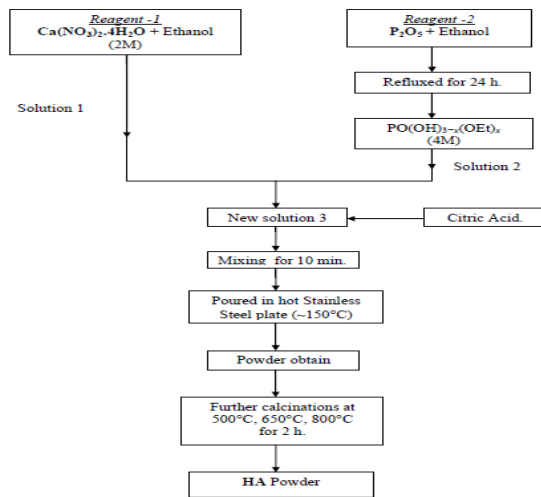 Reagent -1
Ca(NO₃)₂.4H₂O + Ethanol
(2M)
Reagent -2
P₂O₅ + Ethanol
Refluxed for 24 h.
Solution 1
PO(OH)₃₋ₓ(OEt)ₓ
(4M)
Solution 2
New solution 3
Citric Acid.
Mixing for 10 min.
Poured in hot Stainless
Steel plate (~150°C)
Powder obtain
Further calcinations at
500°C, 650°C, 800°C
for 2 h.
HA Powder